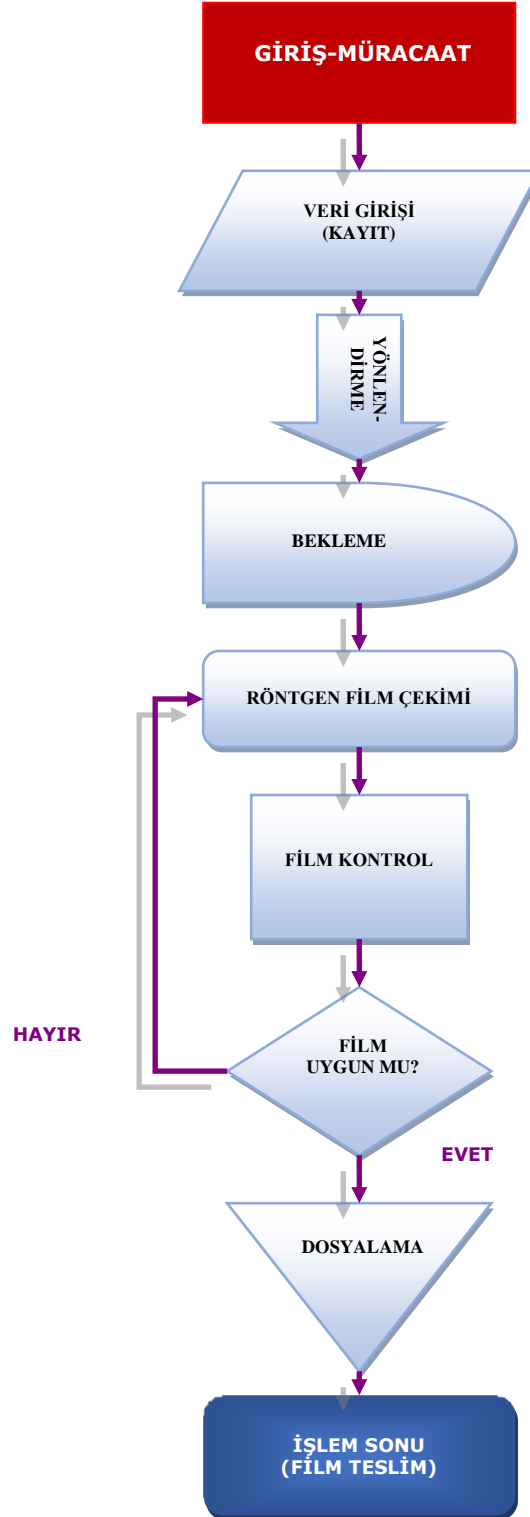 GİRİŞ-MÜRACAAT
VERİ GİRİŞİ
(KAYIT)
YÖNLEN-
DİRME
BEKLEME
RÖNTGEN FİLM ÇEKİMİ
FİLM KONTROL
HAYIR
FİLM
UYGUN MU?
EVET
DOSYALAMA
İŞLEM SONU
(FİLM TESLİM)